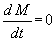 dM/dt = 0